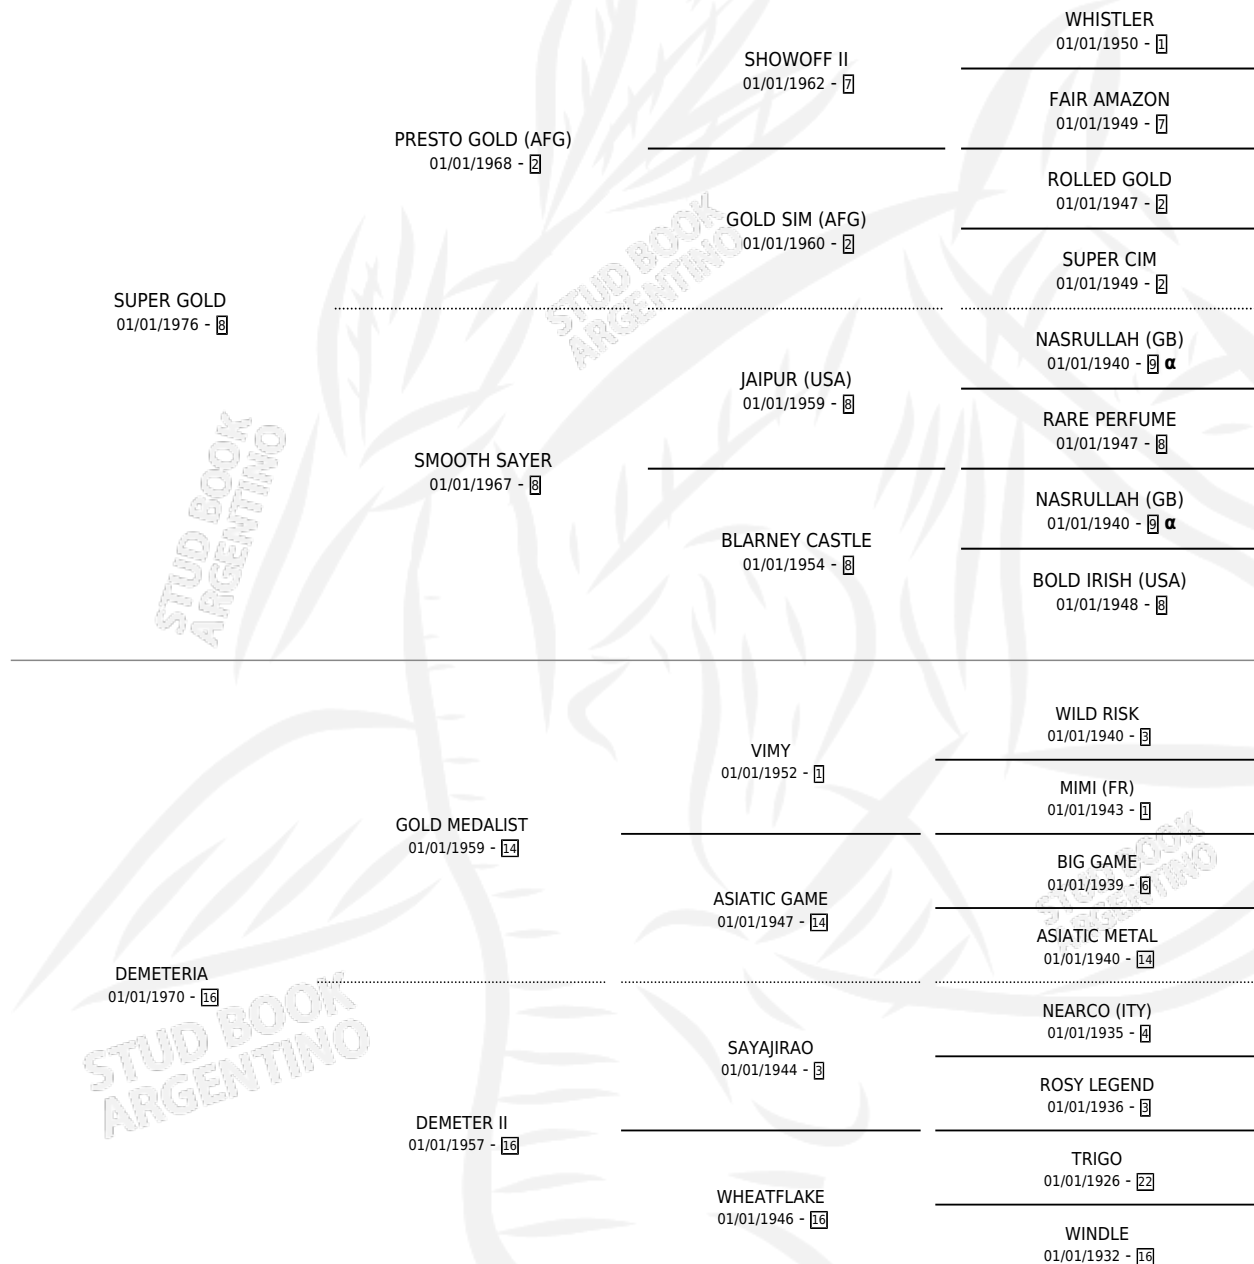 WHISTLER
01/01/1950 - 1
SHOWOFF II
01/01/1962 - 7
FAIR AMAZON
01/01/1949 - 7
PRESTO GOLD (AFG)
01/01/1968 - 2
ROLLED GOLD
01/01/1947 - 2
GOLD SIM (AFG)
01/01/1960 - 2
SUPER CIM
01/01/1949 - 2
STUD BOOK
ARGENTINO
SUPER GOLD
01/01/1976 - 8
NASRULLAH (GB)
01/01/1940 - 9 α
JAIPUR (USA)
01/01/1959 - 8
RARE PERFUME
01/01/1947 - 8
SMOOTH SAYER
01/01/1967 - 8
NASRULLAH (GB)
01/01/1940 - 9 α
BLARNEY CASTLE
01/01/1954 - 8
BOLD IRISH (USA)
01/01/1948 - 8
STUD BOOK
ARGENTINO
WILD RISK
01/01/1940 - 3
VIMY
01/01/1952 - 1
MIMI (FR)
01/01/1943 - 1
GOLD MEDALIST
01/01/1959 - 14
BIG GAME
01/01/1939 - 6
STUD BOOK
ARGENTINO
ASIATIC GAME
01/01/1947 - 14
ASIATIC METAL
01/01/1940 - 14
DEMETERIA
01/01/1970 - 16
STUD BOOK
ARGENTINO
NEARCO (ITY)
01/01/1935 - 4
SAYAJIRAO
01/01/1944 - 3
ROSY LEGEND
01/01/1936 - 3
DEMETER II
01/01/1957 - 16
TRIGO
01/01/1926 - 22
WHEATFLAKE
01/01/1946 - 16
WINDLE
01/01/1932 - 16